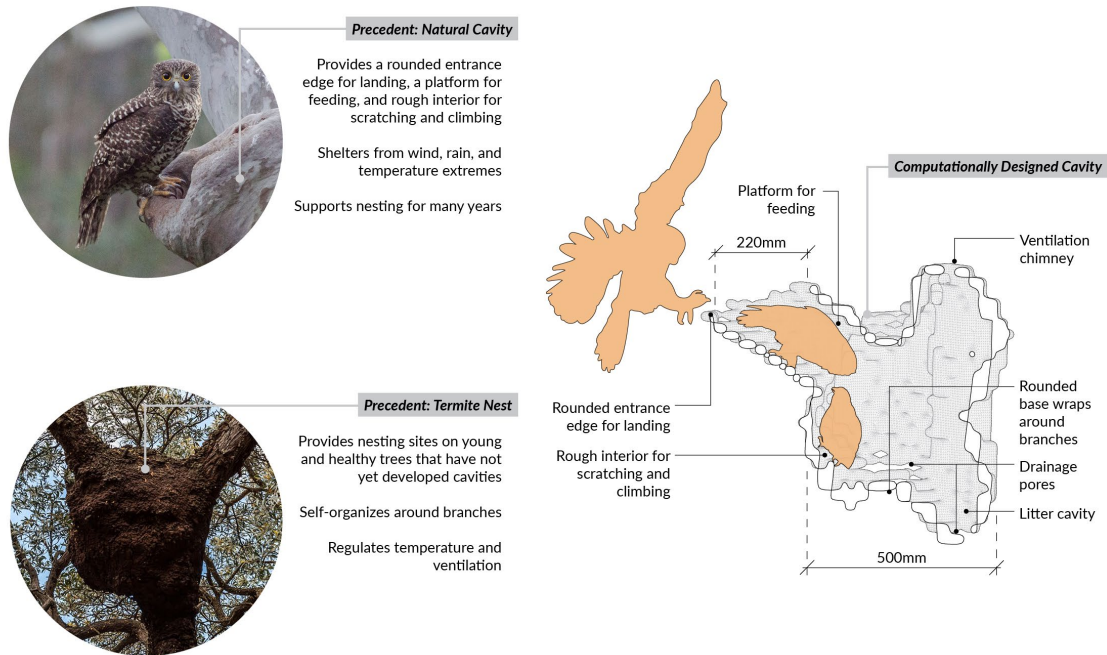 Precedent: Natural Cavity
Provides a rounded entrance
edge for landing, a platform for
feeding, and rough interior for
scratching and climbing
Shelters from wind, rain, and
temperature extremes
Supports nesting for many years
Precedent: Termite Nest
Provides nesting sites on young
and healthy trees that have not
yet developed cavities
Self-organizes around branches
Regulates temperature and
ventilation
Computationally Designed Cavity
Platform for
feeding
220mm
Ventilation
chimney
Rounded entrance
edge for landing
Rough interior for
scratching and
climbing
Rounded
base wraps
around
branches
Drainage
pores
Litter cavity
500mm